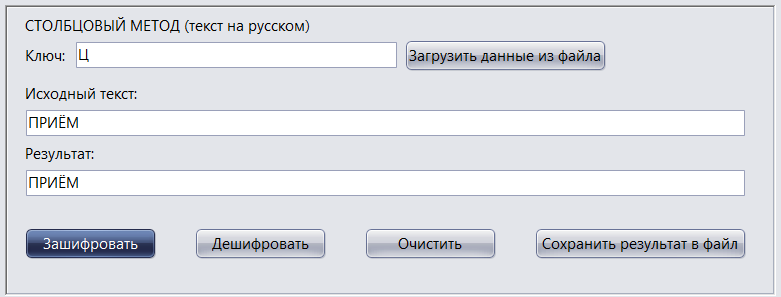 СТОЛБЦОВЫЙ МЕТОД (текст на русском)
Ключ: Ц Загрузить данные из файла
Исходный текст:
ПРИЁМ
Результат:
ПРИЁМ
Зашифровать Дешифровать Очистить Сохранить результат в файл